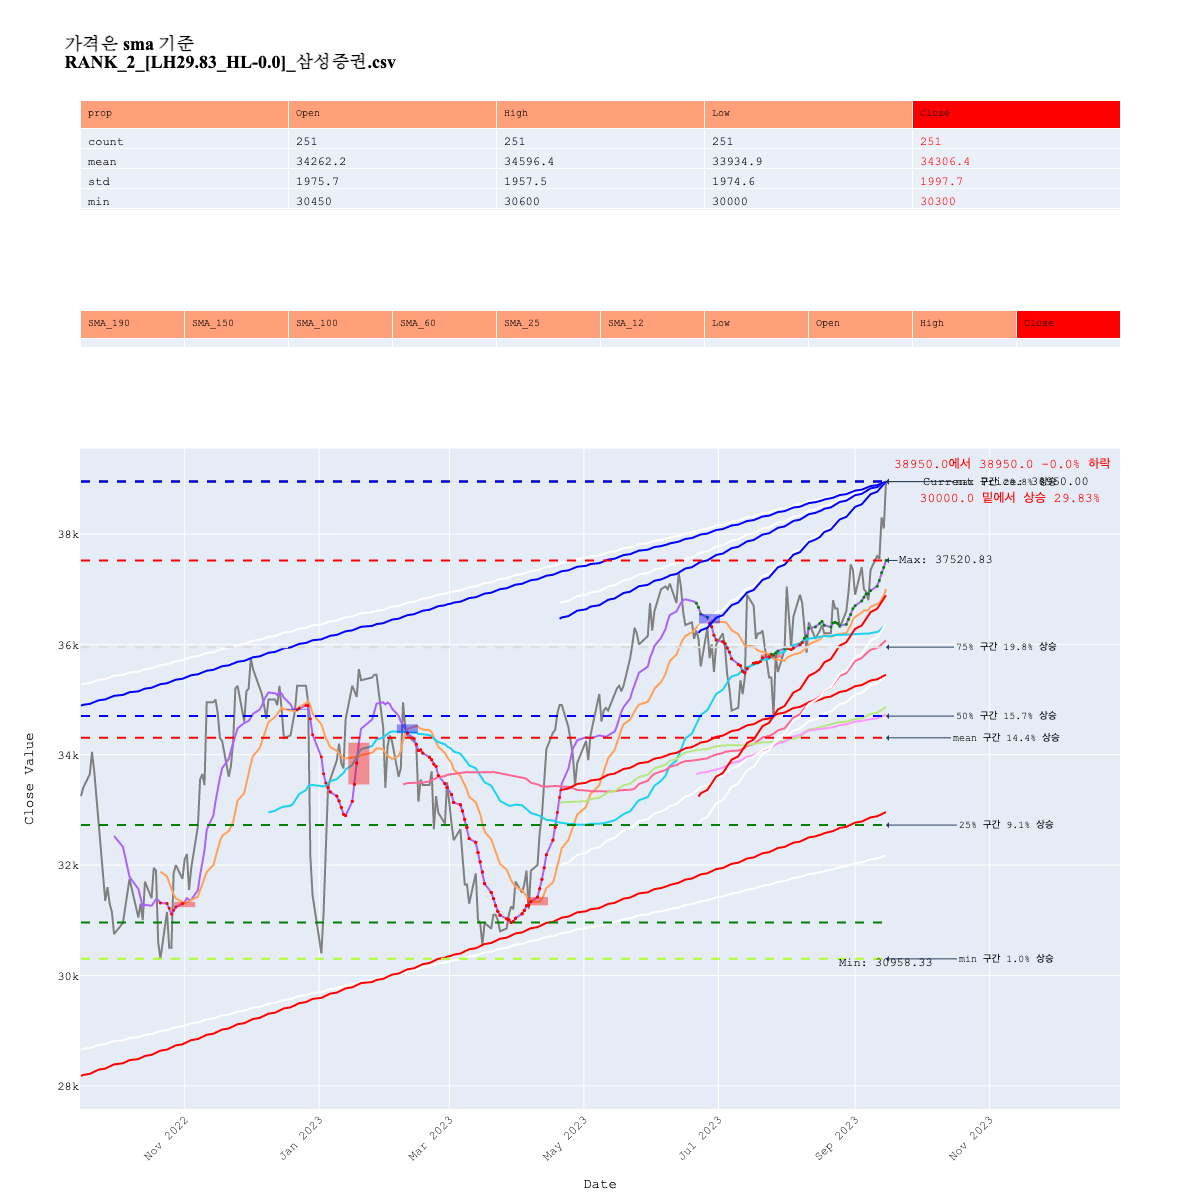 가격은 sma 기준
RANK_2_[LH29.83_HL-0.0]_삼성증권.csv
prop Open High Low Close
count 251 251 251 251
mean 34262.2 34596.4 33934.9 34306.4
std 1975.7 1957.5 1974.6 1997.7
min 30450 30600 30000 30300
SMA_190 SMA_150 SMA_100 SMA_60 SMA_25 SMA_12 Low Open High Close
38950.0에서 38950.0 -0.0% 하락
30000.0 밑에서 상승 29.83%
38k
Max: 37520.83
36k
75% 구간 19.8% 상승
50% 구간 15.7% 상승
34k
mean 구간 14.4% 상승
25% 구간 9.1% 상승
32k
min 구간 1.0% 상승
Min: 30958.33
30k
28k
Close Value
Nov 2022 Jan 2023 Mar 2023 May 2023 Jul 2023 Sep 2023 Nov 2023
Date